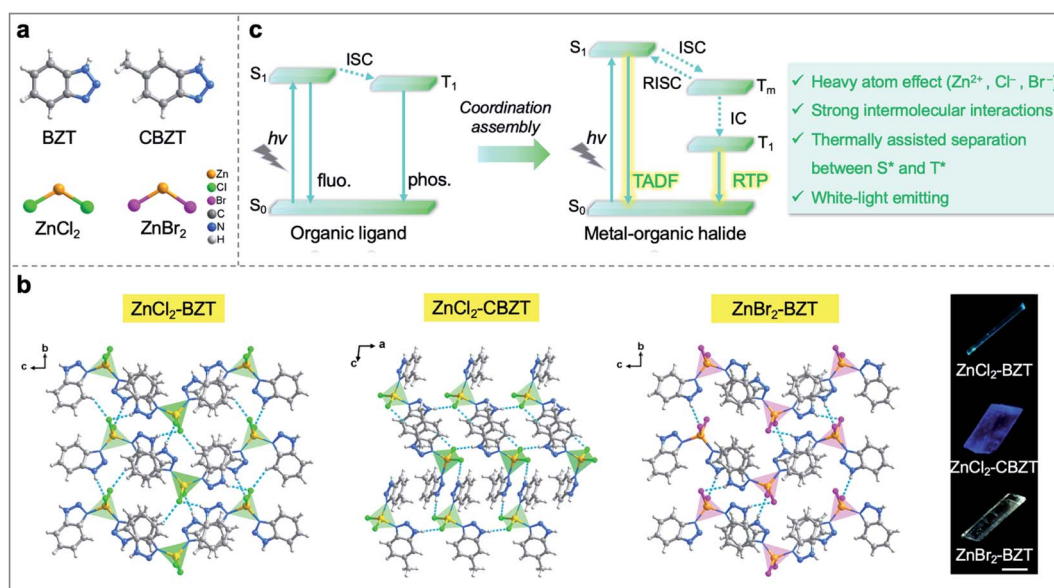 a
BZT
CBZT
ZnCl₂
ZnBr₂
Zn
Cl
Br
C
N
H
c
S₁
ISC
T₁
hν
fluo.
phos.
S₀
Organic ligand
Coordination
assembly
S₁
ISC
RISC
Tₘ
IC
T₁
hν
TADF
RTP
S₀
Metal-organic halide
✓ Heavy atom effect (Zn²⁺, Cl⁻, Br⁻)
✓ Strong intermolecular interactions
✓ Thermally assisted separation
between S* and T*
✓ White-light emitting
b
ZnCl₂-BZT
b
c
ZnCl₂-CBZT
a
c
ZnBr₂-BZT
b
c
ZnCl₂-BZT
ZnCl₂-CBZT
ZnBr₂-BZT